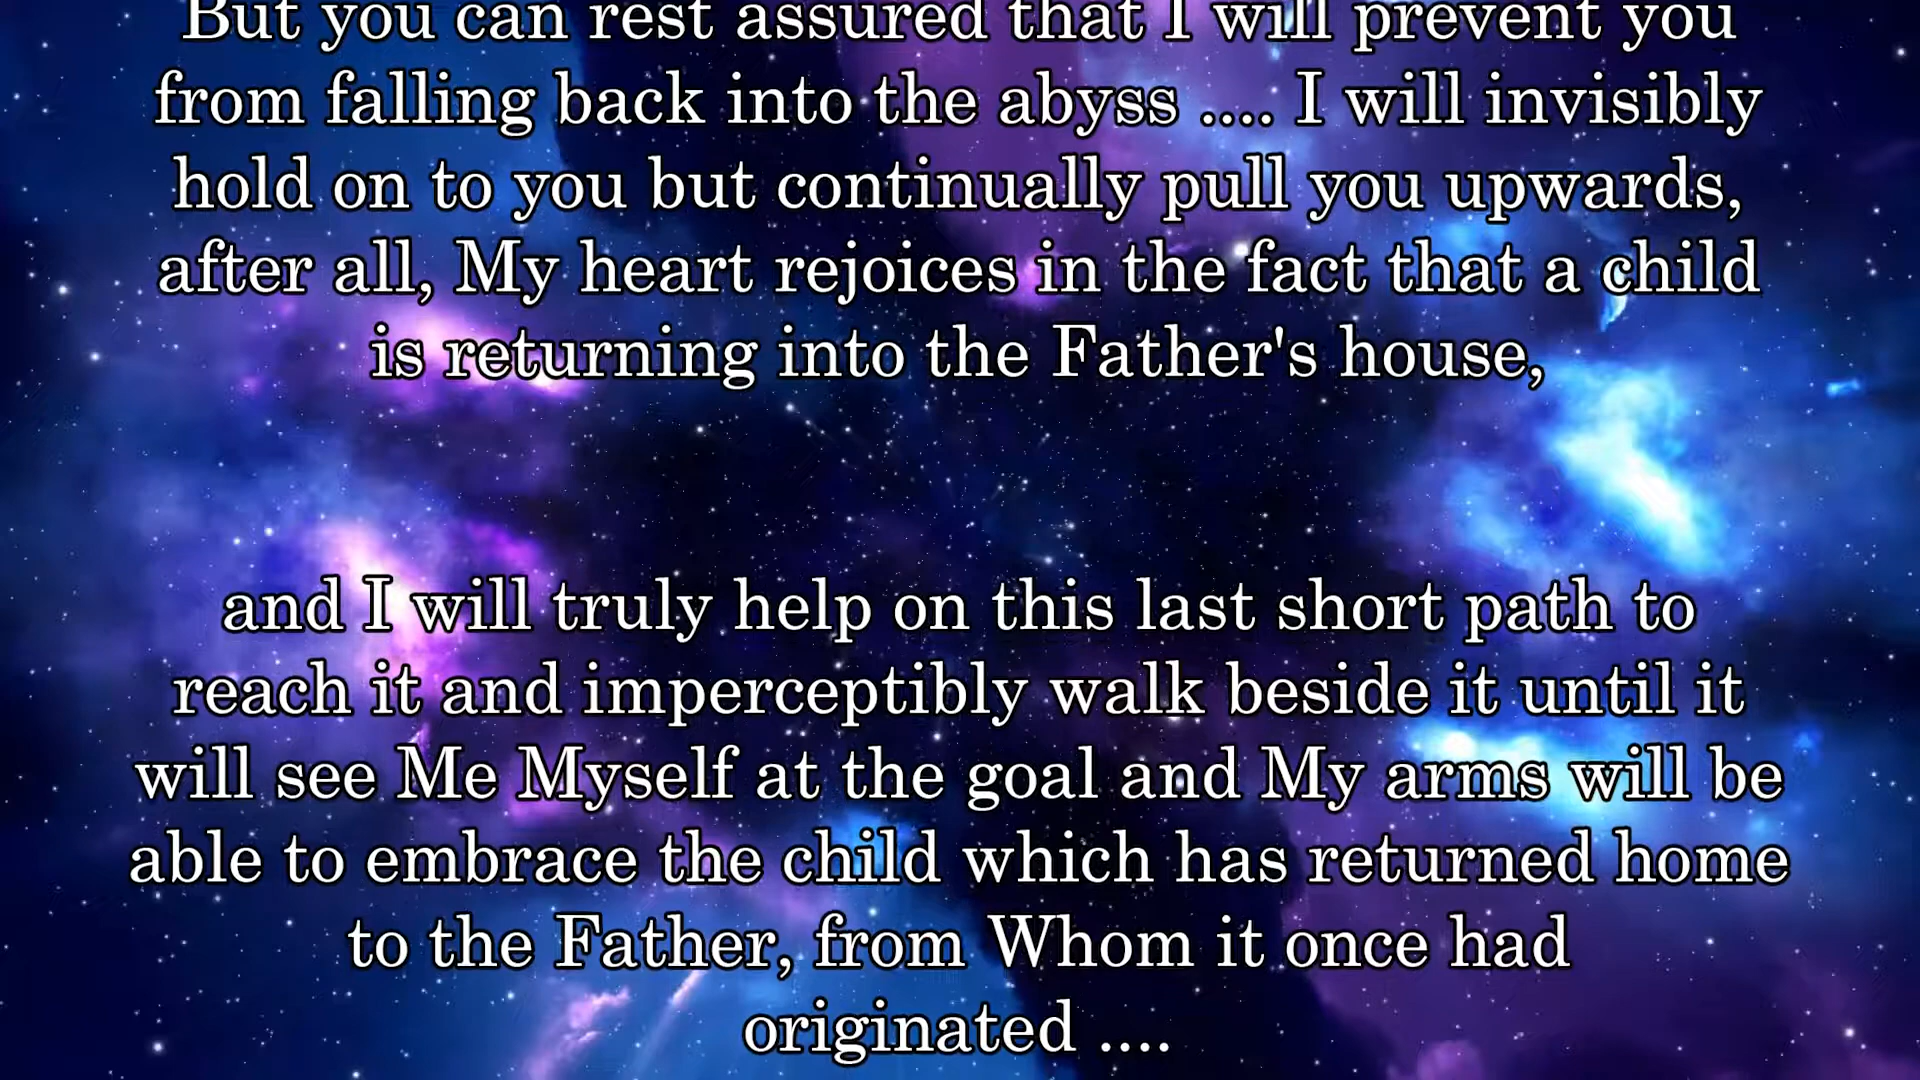 But you can rest assured that I will prevent you
from falling back into the abyss .... I will invisibly
hold on to you but continually pull you upwards,
after all, My heart rejoices in the fact that a child
is returning into the Father's house,
and I will truly help on this last short path to
reach it and imperceptibly walk beside it until it
will see Me Myself at the goal and My arms will be
able to embrace the child which has returned home
to the Father, from Whom it once had
originated ....